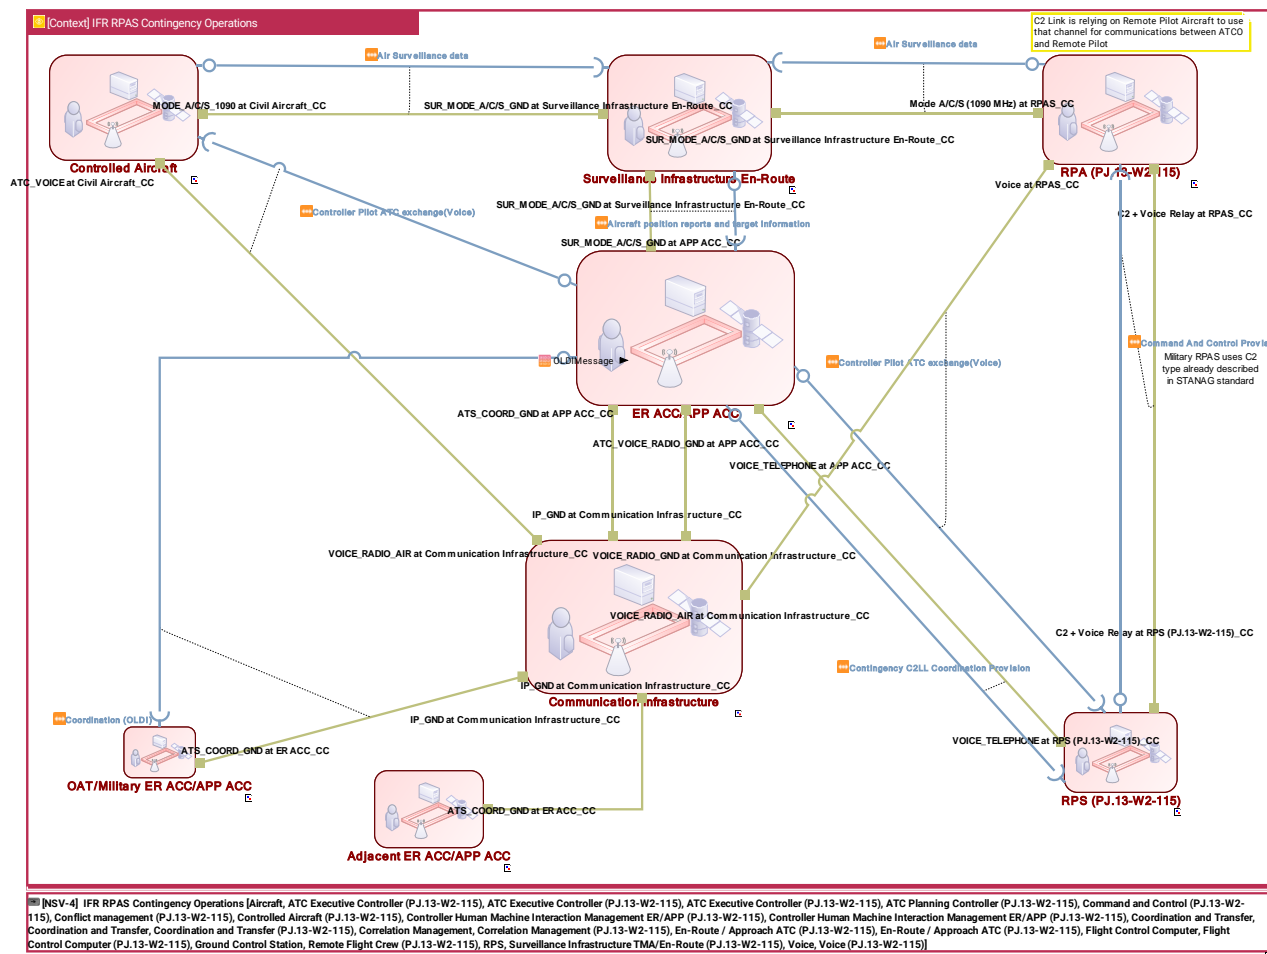 [Context] IFR RPAS Contingency Operations
C2 Link is relying on Remote Pilot Aircraft to use
that channel for communications between ATCO
and Remote Pilot
Air Surveillance data
Air Surveillance data
MODE_A/C/S_1090 at Civil Aircraft_CC
SUR_MODE_A/C/S_GND at Surveillance Infrastructure En-Route_CC
Mode A/C/S (1090 MHz) at RPAS_CC
SUR_MODE_A/C/S_GND at Surveillance Infrastructure En-Route_CC
Controlled Aircraft
Surveillance Infrastructure En-Route
RPA (PJ.13-W2-115)
ATC_VOICE at Civil Aircraft_CC
Voice at RPAS_CC
SUR_MODE_A/C/S_GND at Surveillance Infrastructure En-Route_CC
Controller Pilot ATC exchange(Voice)
C2 + Voice Relay at RPAS_CC
Aircraft position reports and target information
SUR_MODE_A/C/S_GND at APP ACC_CC
OLDIMessage
Controller Pilot ATC exchange(Voice)
Command And Control Provi
Military RPAS uses C2
type already described
in STANAG standard
ATS_COORD_GND at APP ACC_CC
ER ACC/APP ACC
ATC_VOICE_RADIO_GND at APP ACC_CC
VOICE_TELEPHONE at APP ACC_CC
IP_GND at Communication Infrastructure_CC
VOICE_RADIO_AIR at Communication Infrastructure_CC
VOICE_RADIO_GND at Communication Infrastructure_CC
VOICE_RADIO_AIR at Communication Infrastructure_CC
C2 + Voice Relay at RPS (PJ.13-W2-115)_CC
Contingency C2LL Coordination Provision
IP_GND at Communication Infrastructure_CC
Communication Infrastructure
Coordination (OLDI)
IP_GND at Communication Infrastructure_CC
ATS_COORD_GND at ER ACC_CC
VOICE_TELEPHONE at RPS (PJ.13-W2-115)_CC
OAT/Military ER ACC/APP ACC
RPS (PJ.13-W2-115)
ATS_COORD_GND at ER ACC_CC
Adjacent ER ACC/APP ACC
[NSV-4] IFR RPAS Contingency Operations [Aircraft, ATC Executive Controller (PJ.13-W2-115), ATC Executive Controller (PJ.13-W2-115), ATC Executive Controller (PJ.13-W2-115), ATC Planning Controller (PJ.13-W2-115), Command and Control (PJ.13-W2-
115), Conflict management (PJ.13-W2-115), Controlled Aircraft (PJ.13-W2-115), Controller Human Machine Interaction Management ER/APP (PJ.13-W2-115), Controller Human Machine Interaction Management ER/APP (PJ.13-W2-115), Coordination and Transfer,
Coordination and Transfer, Coordination and Transfer (PJ.13-W2-115), Correlation Management, Correlation Management (PJ.13-W2-115), En-Route / Approach ATC (PJ.13-W2-115), En-Route / Approach ATC (PJ.13-W2-115), Flight Control Computer, Flight
Control Computer (PJ.13-W2-115), Ground Control Station, Remote Flight Crew (PJ.13-W2-115), RPS, Surveillance Infrastructure TMA/En-Route (PJ.13-W2-115), Voice, Voice (PJ.13-W2-115)]